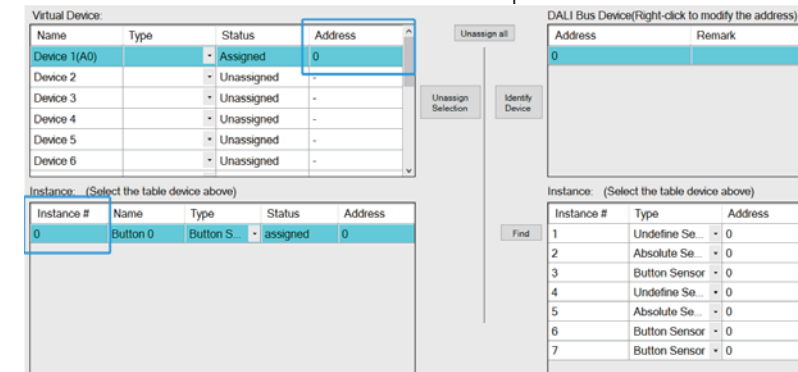 Virtual Device:
Name Type Status Address
Device 1(A0) Assigned 0
Device 2 Unassigned -
Device 3 Unassigned -
Device 4 Unassigned -
Device 5 Unassigned -
Device 6 Unassigned -
Instance: (Select the table device above)
Instance # Name Type Status Address
0 Button 0 Button S... assigned 0
Unassign all
Unassign Selection
Identify Device
Find
DALI Bus Device(Right-click to modify the address)
Address Remark
0
Instance: (Select the table device above)
Instance # Type Address
1 Undefine Se... 0
2 Absolute Se... 0
3 Button Sensor 0
4 Undefine Se... 0
5 Absolute Se... 0
6 Button Sensor 0
7 Button Sensor 0